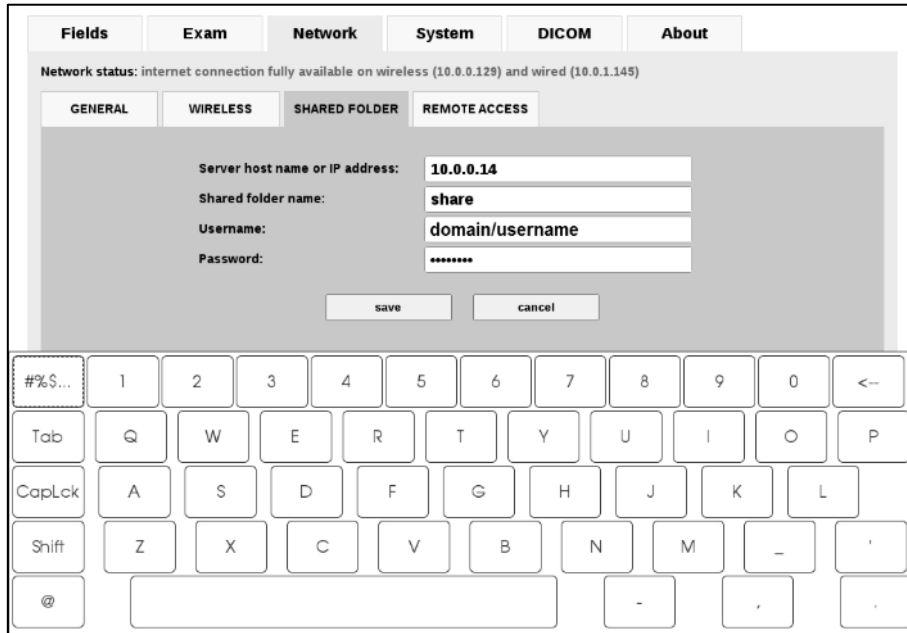 Fields Exam Network System DICOM About
Network status: internet connection fully available on wireless (10.0.0.129) and wired (10.0.1.145)
GENERAL WIRELESS SHARED FOLDER REMOTE ACCESS
Server host name or IP address: 10.0.0.14
Shared folder name: share
Username: domain/username
Password: ••••••••
save cancel
#%$... 1 2 3 4 5 6 7 8 9 0 <--
Tab Q W E R T Y U I O P
CapLck A S D F G H J K L
Shift Z X C V B N M _ '
@ - , .